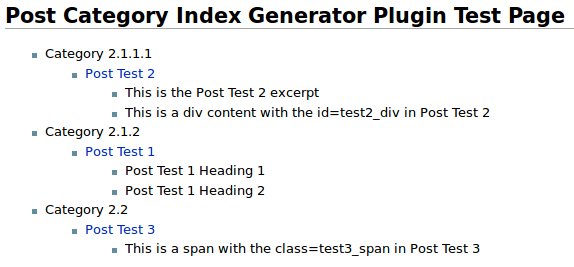 Post Category Index Generator Plugin Test Page
Category 2.1.1.1
Post Test 2
This is the Post Test 2 excerpt
This is a div content with the id=test2_div in Post Test 2
Category 2.1.2
Post Test 1
Post Test 1 Heading 1
Post Test 1 Heading 2
Category 2.2
Post Test 3
This is a span with the class=test3_span in Post Test 3